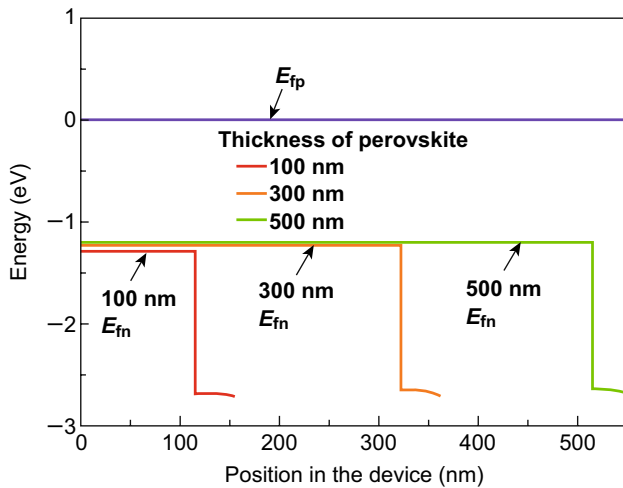 1
E_fp
0
Thickness of perovskite
100 nm
300 nm
500 nm
−1
Energy (eV)
100 nm
E_fn
300 nm
E_fn
500 nm
E_fn
−2
−3
0 100 200 300 400 500
Position in the device (nm)